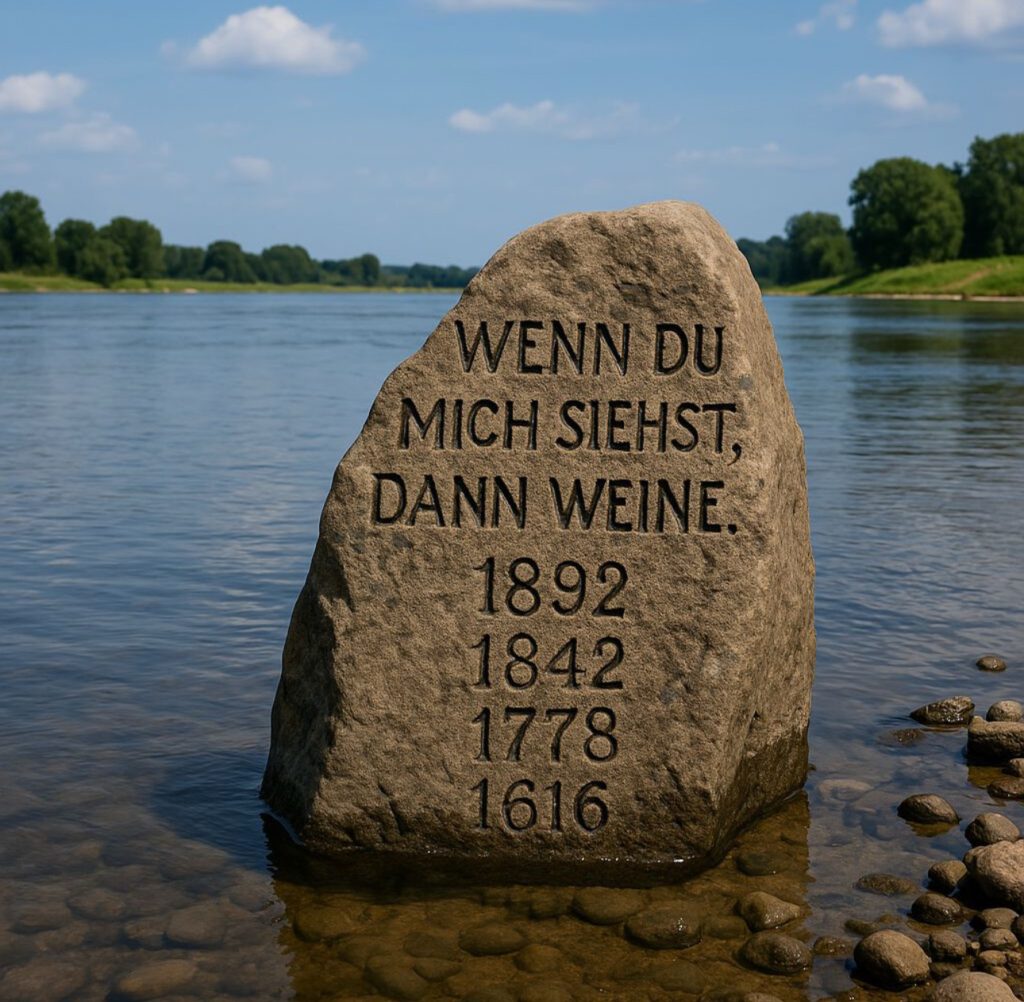 WENN DU
MICH SIEHST,
DANN WEINE.
1892
1842
1778
1616